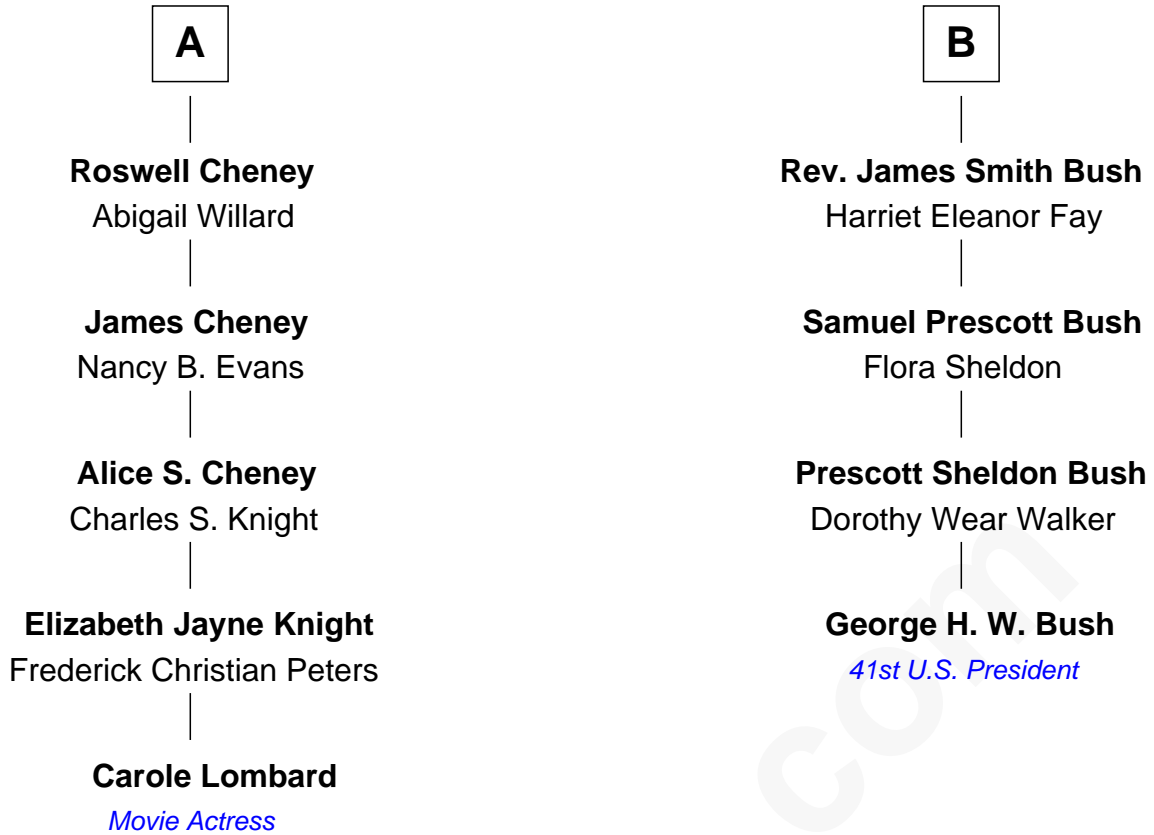 A
Roswell Cheney
Abigail Willard
James Cheney
Nancy B. Evans
Alice S. Cheney
Charles S. Knight
Elizabeth Jayne Knight
Frederick Christian Peters
Carole Lombard
Movie Actress
B
Rev. James Smith Bush
Harriet Eleanor Fay
Samuel Prescott Bush
Flora Sheldon
Prescott Sheldon Bush
Dorothy Wear Walker
George H. W. Bush
41st U.S. President
com